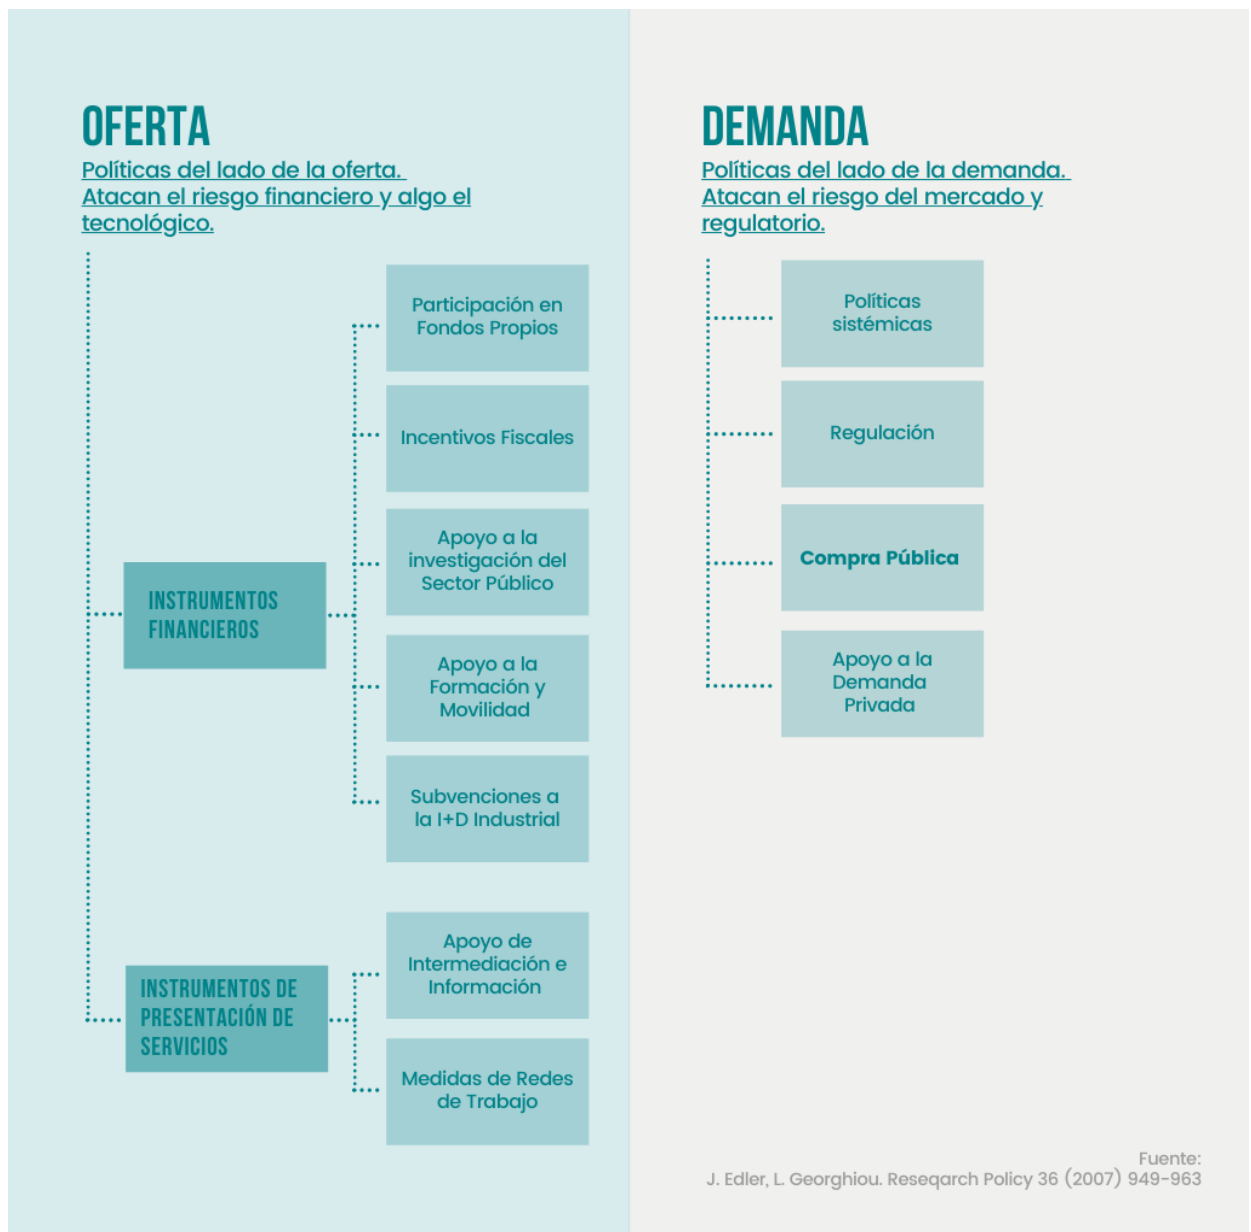 OFERTA
Políticas del lado de la oferta.
Atacan el riesgo financiero y algo el
tecnológico.
INSTRUMENTOS
FINANCIEROS
Participación en
Fondos Propios
Incentivos Fiscales
Apoyo a la
investigación del
Sector Público
Apoyo a la
Formación y
Movilidad
Subvenciones a
la I+D Industrial
INSTRUMENTOS DE
PRESENTACIÓN DE
SERVICIOS
Apoyo de
Intermediación e
Información
Medidas de Redes
de Trabajo
DEMANDA
Políticas del lado de la demanda.
Atacan el riesgo del mercado y
regulatorio.
Políticas
sistémicas
Regulación
Compra Pública
Apoyo a la
Demanda
Privada
Fuente:
J. Edler, L. Georghiou. Reseqarch Policy 36 (2007) 949-963